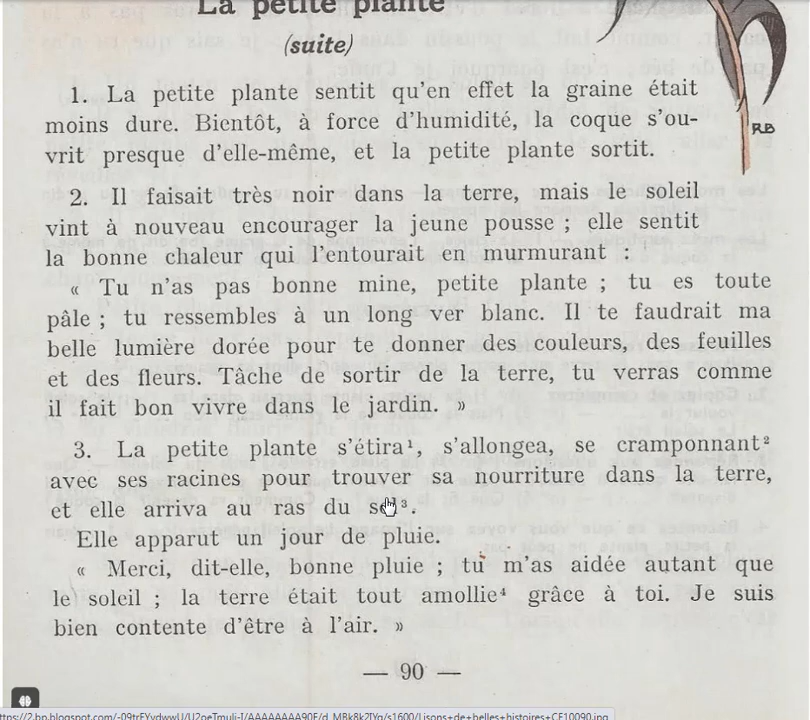 La petite plante
(suite)
1. La petite plante sentit qu'en effet la graine était
moins dure. Bientôt, à force d'humidité, la coque s'ou-
vrit presque d'elle-même, et la petite plante sortit.
RB
2. Il faisait très noir dans la terre, mais le soleil
vint à nouveau encourager la jeune pousse ; elle sentit
la bonne chaleur qui l'entourait en murmurant :
« Tu n'as pas bonne mine, petite plante ; tu es toute
pâle ; tu ressembles à un long ver blanc. Il te faudrait ma
belle lumière dorée pour te donner des couleurs, des feuilles
et des fleurs. Tâche de sortir de la terre, tu verras comme
il fait bon vivre dans le jardin. »
3. La petite plante s'étira¹, s'allongea, se cramponnant²
avec ses racines pour trouver sa nourriture dans la terre,
et elle arriva au ras du sol³.
Elle apparut un jour de pluie.
« Merci, dit-elle, bonne pluie ; tu m'as aidée autant que
le soleil ; la terre était tout amollie⁴ grâce à toi. Je suis
bien contente d'être à l'air. »
— 90 —